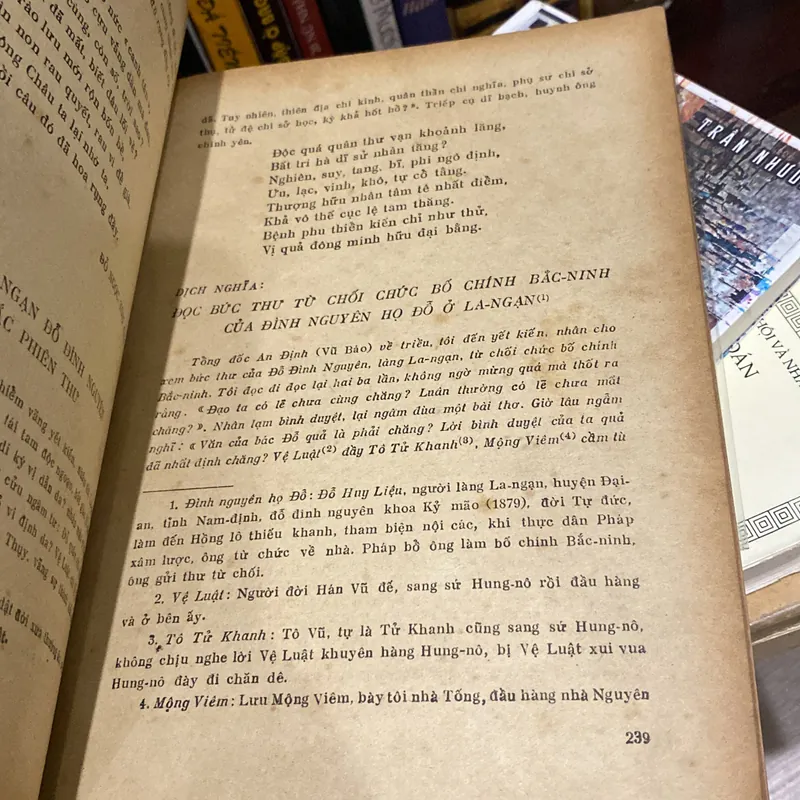 đã. Tuy nhiên, thiên địa chi kinh, quân thần chi nghĩa, phụ sư chi sở
thụ, tử đệ chi sở học, kỳ khả hốt hồ?». Triếp cụ dĩ bạch, huynh ông
chính yên.
Độc quá quân thư vạn khoảnh lãng,
Bất tri hà dĩ sử nhân tăng?
Nghiên, suy, tang, bĩ, phi ngô định,
Ưu, lạc, vinh, khô, tự cổ tằng.
Thượng hữu nhân tâm tê nhất điểm,
Khả vô thế cục lệ tam thăng.
Bệnh phu thiển kiến chỉ như thử,
Vị quả đông minh hữu đại bằng.
DỊCH NGHĨA:
ĐỌC BỨC THƯ TỪ CHỐI CHỨC BỐ CHÍNH BẮC-NINH
CỦA ĐÌNH NGUYÊN HỌ ĐỖ Ở LA-NGẠN(1)
Tổng đốc An Định (Vũ Báo) về triều, tôi đến yết kiến, nhân cho
xem bức thư của Đỗ Đình Nguyên, làng La-ngạn, từ chối chức bố chính
Bắc-ninh. Tôi đọc đi đọc lại hai ba lần, không ngờ mừng quá mà thốt ra
rằng. «Đạo ta có lẽ chưa cùng chăng? Luân thường có lẽ chưa mất
chăng?». Nhân lạm bình duyệt, lại ngâm đùa một bài thơ. Giờ lâu ngẫm
nghĩ: «Văn của bác Đỗ quả là phải chăng? Lời bình duyệt của ta quả
đã nhất định chăng? Vệ Luật(2) đầy Tô Tử Khanh(3), Mộng Viêm(4) cầm tù
1. Đình nguyên họ Đỗ: Đỗ Huy Liệu, người làng La-ngạn, huyện Đại-
an, tỉnh Nam-định, đỗ đình nguyên khoa Kỷ mão (1879), đời Tự đức,
làm đến Hồng lô thiếu khanh, tham biện nội các, khi thực dân Pháp
xâm lược, ông từ chức về nhà. Pháp bổ ông làm bố chính Bắc-ninh,
ông gửi thư từ chối.
2. Vệ Luật: Người đời Hán Vũ đế, sang sứ Hung-nô rồi đầu hàng
và ở bên ấy.
3. Tô Tử Khanh: Tô Vũ, tự là Tử Khanh cũng sang sứ Hung-nô,
không chịu nghe lời Vệ Luật khuyên hàng Hung-nô, bị Vệ Luật xui vua
Hung-nô đày đi chăn dê.
4. Mộng Viêm: Lưu Mộng Viêm, bày tôi nhà Tống, đầu hàng nhà Nguyên
239
TRẦN NHUO